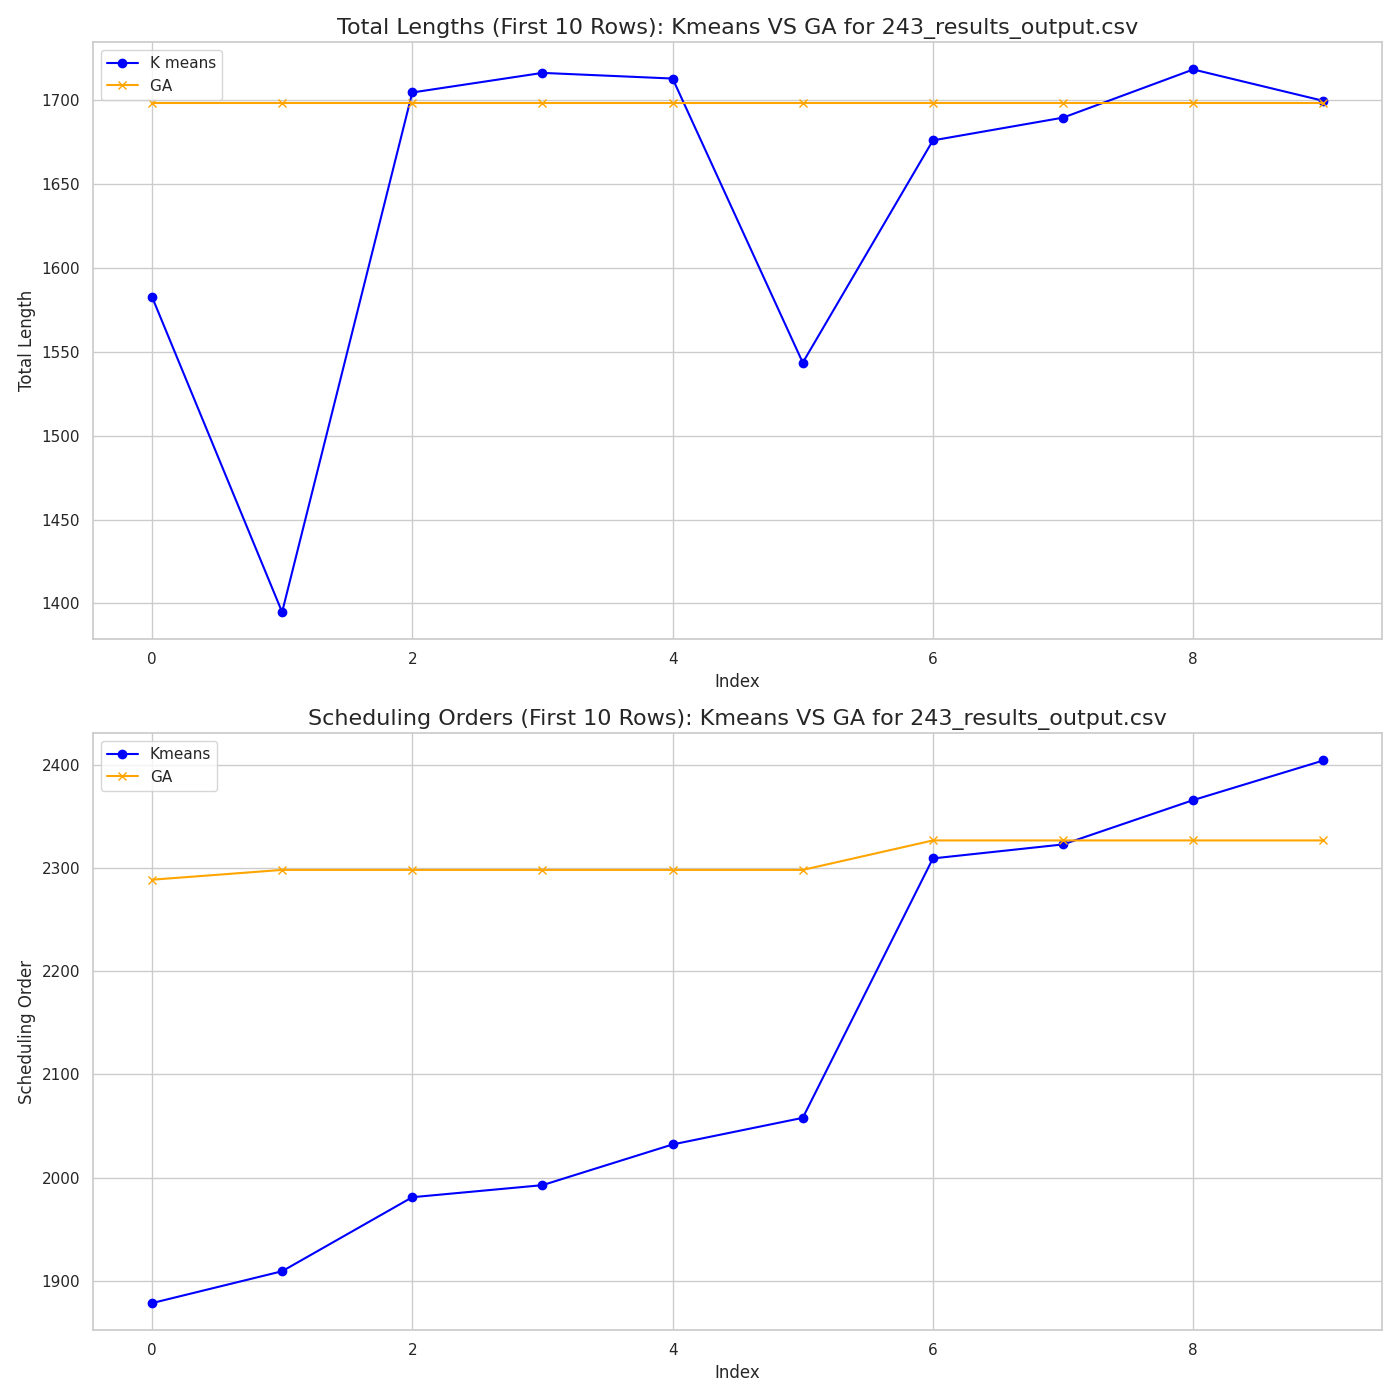 Total Lengths (First 10 Rows): Kmeans VS GA for 243_results_output.csv
K means
GA
1700
1650
1600
1550
1500
1450
1400
Total Length
0 2 4 6 8
Index
Scheduling Orders (First 10 Rows): Kmeans VS GA for 243_results_output.csv
Kmeans
GA
2400
2300
2200
2100
2000
1900
Scheduling Order
0 2 4 6 8
Index